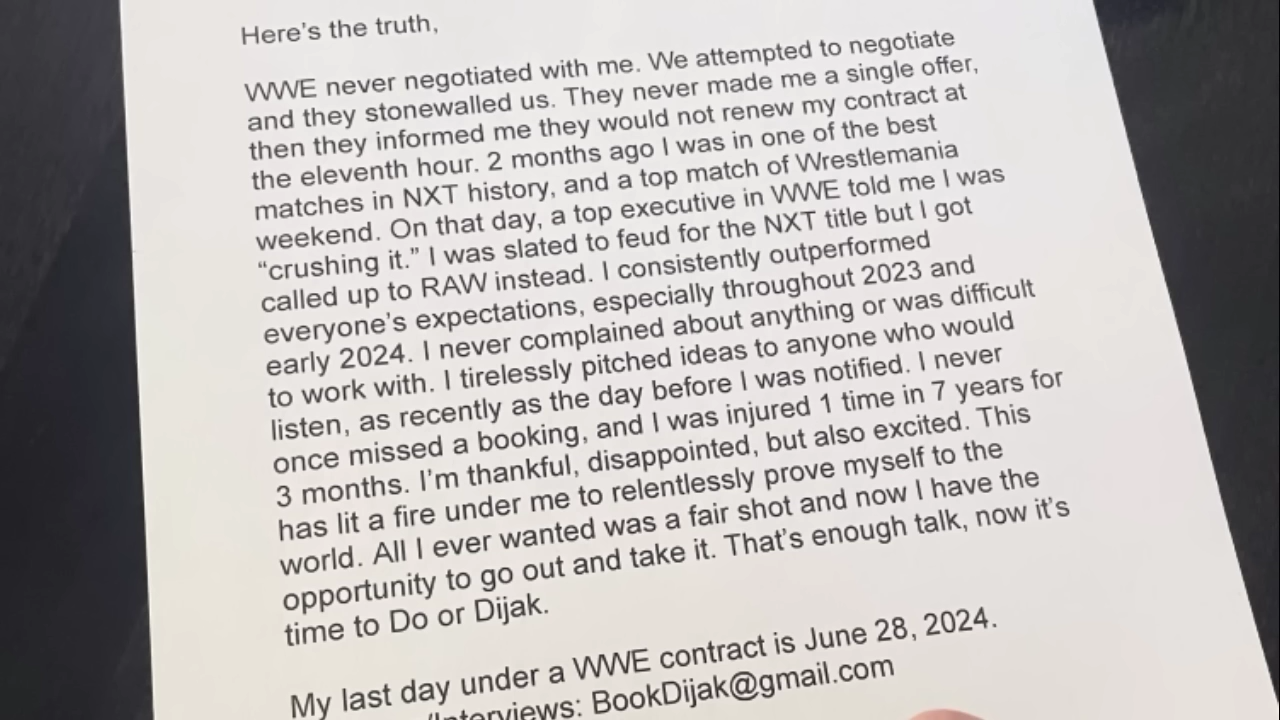 Here's the truth,
WWE never negotiated with me. We attempted to negotiate
and they stonewalled us. They never made me a single offer,
then they informed me they would not renew my contract at
the eleventh hour. 2 months ago I was in one of the best
matches in NXT history, and a top match of Wrestlemania
weekend. On that day, a top executive in WWE told me I was
“crushing it.” I was slated to feud for the NXT title but I got
called up to RAW instead. I consistently outperformed
everyone's expectations, especially throughout 2023 and
early 2024. I never complained about anything or was difficult
to work with. I tirelessly pitched ideas to anyone who would
listen, as recently as the day before I was notified. I never
once missed a booking, and I was injured 1 time in 7 years for
3 months. I'm thankful, disappointed, but also excited. This
has lit a fire under me to relentlessly prove myself to the
world. All I ever wanted was a fair shot and now I have the
opportunity to go out and take it. That's enough talk, now it's
time to Do or Dijak.
My last day under a WWE contract is June 28, 2024.
/Interviews: BookDijak@gmail.com